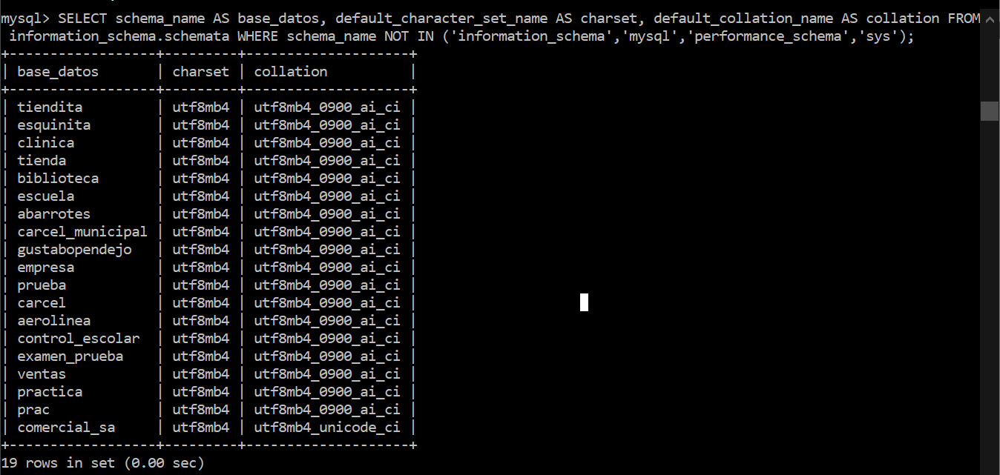 mysql> SELECT schema_name AS base_datos, default_character_set_name AS charset, default_collation_name AS collation FROM
 information_schema.schemata WHERE schema_name NOT IN ('information_schema','mysql','performance_schema','sys');
+------------------+---------+--------------------+
| base_datos       | charset | collation          |
+------------------+---------+--------------------+
| tiendita         | utf8mb4 | utf8mb4_0900_ai_ci |
| esquinita        | utf8mb4 | utf8mb4_0900_ai_ci |
| clinica          | utf8mb4 | utf8mb4_0900_ai_ci |
| tienda           | utf8mb4 | utf8mb4_0900_ai_ci |
| biblioteca       | utf8mb4 | utf8mb4_0900_ai_ci |
| escuela          | utf8mb4 | utf8mb4_0900_ai_ci |
| abarrotes        | utf8mb4 | utf8mb4_0900_ai_ci |
| carcel_municipal | utf8mb4 | utf8mb4_0900_ai_ci |
| gustabopendejo   | utf8mb4 | utf8mb4_0900_ai_ci |
| empresa          | utf8mb4 | utf8mb4_0900_ai_ci |
| prueba           | utf8mb4 | utf8mb4_0900_ai_ci |
| carcel           | utf8mb4 | utf8mb4_0900_ai_ci |
| aerolinea        | utf8mb4 | utf8mb4_0900_ai_ci |
| control_escolar  | utf8mb4 | utf8mb4_0900_ai_ci |
| examen_prueba    | utf8mb4 | utf8mb4_0900_ai_ci |
| ventas           | utf8mb4 | utf8mb4_0900_ai_ci |
| practica         | utf8mb4 | utf8mb4_0900_ai_ci |
| prac             | utf8mb4 | utf8mb4_0900_ai_ci |
| comercial_sa     | utf8mb4 | utf8mb4_unicode_ci |
+------------------+---------+--------------------+
19 rows in set (0.00 sec)